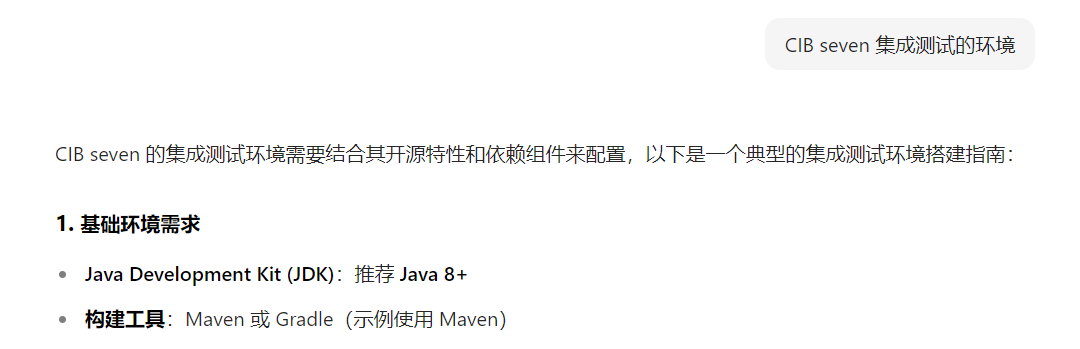 CIB seven 集成测试的环境
CIB seven 的集成测试环境需要结合其开源特性和依赖组件来配置，以下是一个典型的集成测试环境搭建指南：
1. 基础环境需求
Java Development Kit (JDK)：推荐 Java 8+
构建工具：Maven 或 Gradle（示例使用 Maven）